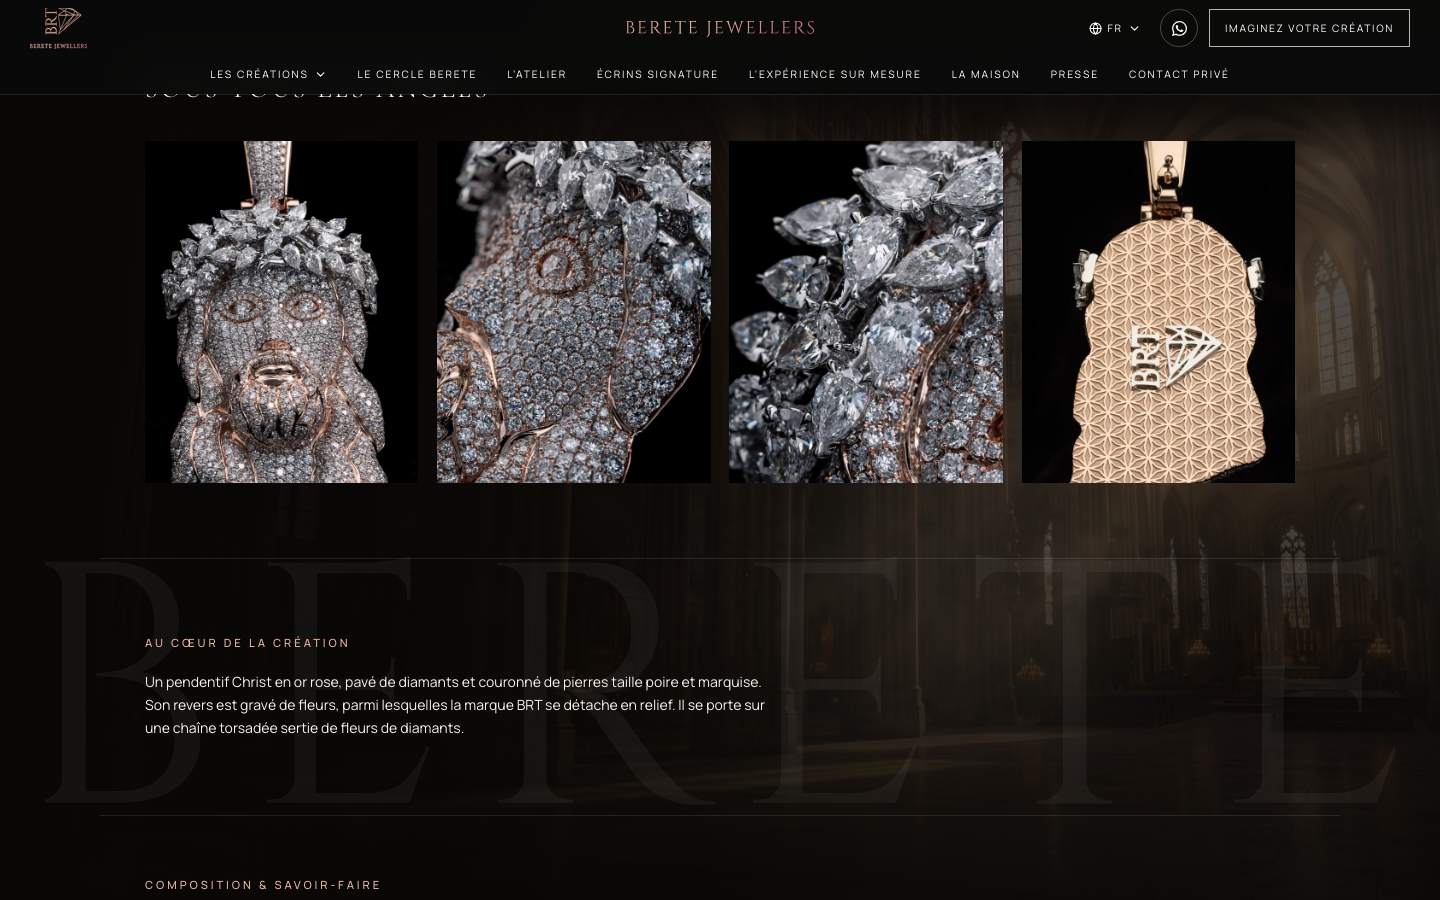 BRT
BERETE JEWELLERS
BERETE JEWELLERS
FR
IMAGINEZ VOTRE CRÉATION
LES CRÉATIONS
LE CERCLE BERETE
L'ATELIER
ÉCRINS SIGNATURE
L'EXPÉRIENCE SUR MESURE
LA MAISON
PRESSE
CONTACT PRIVÉ
SOUS TOUS LES ANGLES
BRT
BERETE
AU CŒUR DE LA CRÉATION
Un pendentif Christ en or rose, pavé de diamants et couronné de pierres taille poire et marquise.
Son revers est gravé de fleurs, parmi lesquelles la marque BRT se détache en relief. Il se porte sur
une chaîne torsadée sertie de fleurs de diamants.
COMPOSITION & SAVOIR-FAIRE